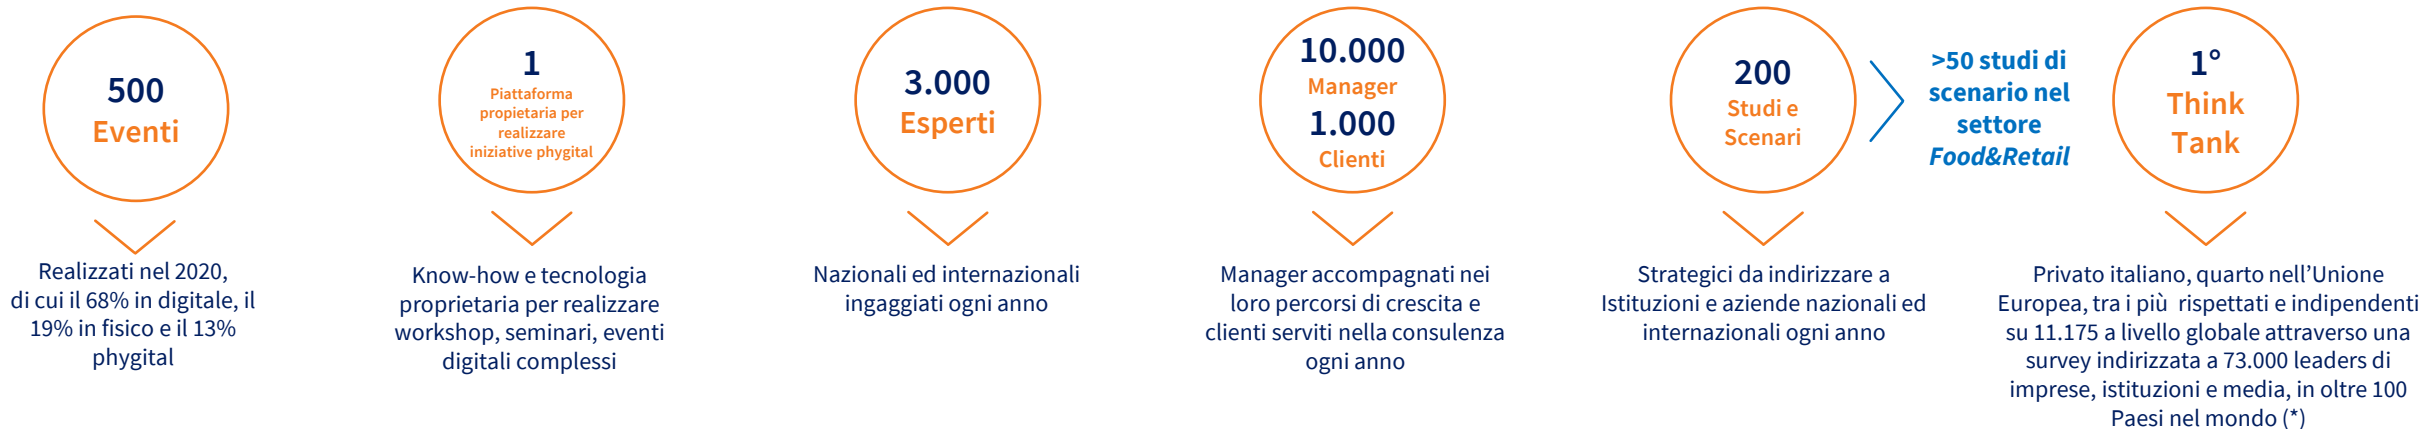 500
Eventi
Realizzati nel 2020,
di cui il 68% in digitale, il
19% in fisico e il 13%
phygital
1
Piattaforma
propietaria per
realizzare
iniziative phygital
Know-how e tecnologia
proprietaria per realizzare
workshop, seminari, eventi
digitali complessi
3.000
Esperti
Nazionali ed internazionali
ingaggiati ogni anno
10.000
Manager
1.000
Clienti
Manager accompagnati nei
loro percorsi di crescita e
clienti serviti nella consulenza
ogni anno
200
Studi e
Scenari
>50 studi di
scenario nel
settore
Food&Retail
Strategici da indirizzare a
Istituzioni e aziende nazionali ed
internazionali ogni anno
1°
Think
Tank
Privato italiano, quarto nell’Unione
Europea, tra i più rispettati e indipendenti
su 11.175 a livello globale attraverso una
survey indirizzata a 73.000 leaders di
imprese, istituzioni e media, in oltre 100
Paesi nel mondo (*)